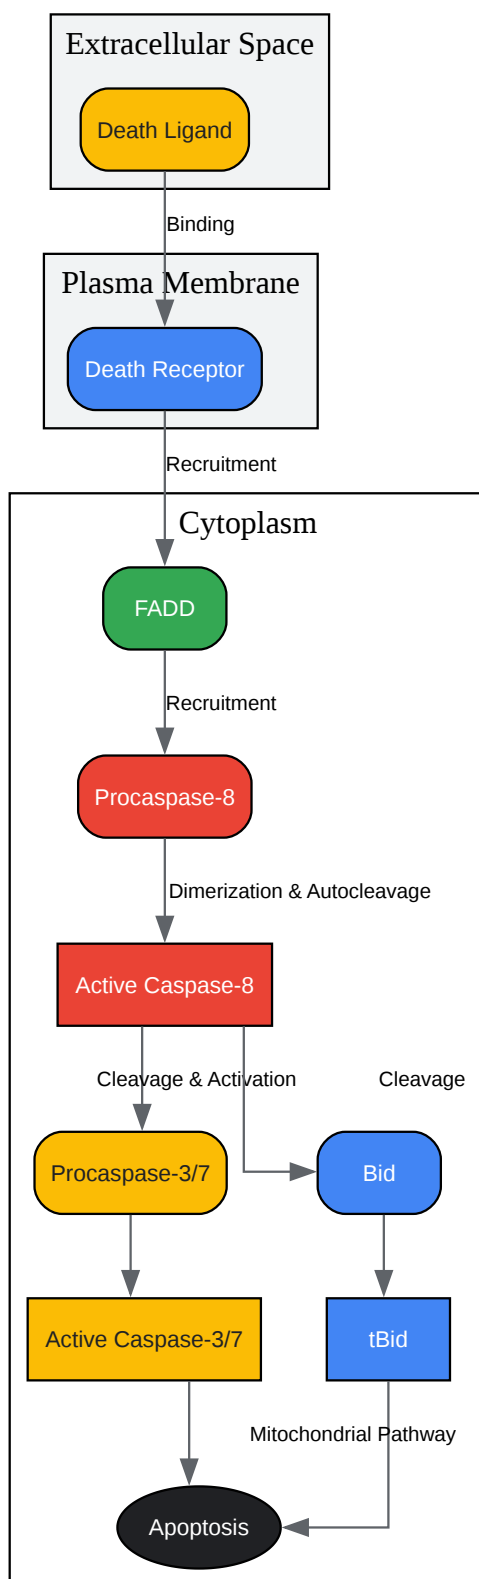 Extracellular Space
Death Ligand
Binding
Plasma Membrane
Death Receptor
Recruitment
Cytoplasm
FADD
Recruitment
Procaspase-8
Dimerization & Autocleavage
Active Caspase-8
Cleavage & Activation
Cleavage
Procaspase-3/7
Bid
Active Caspase-3/7
tBid
Mitochondrial Pathway
Apoptosis